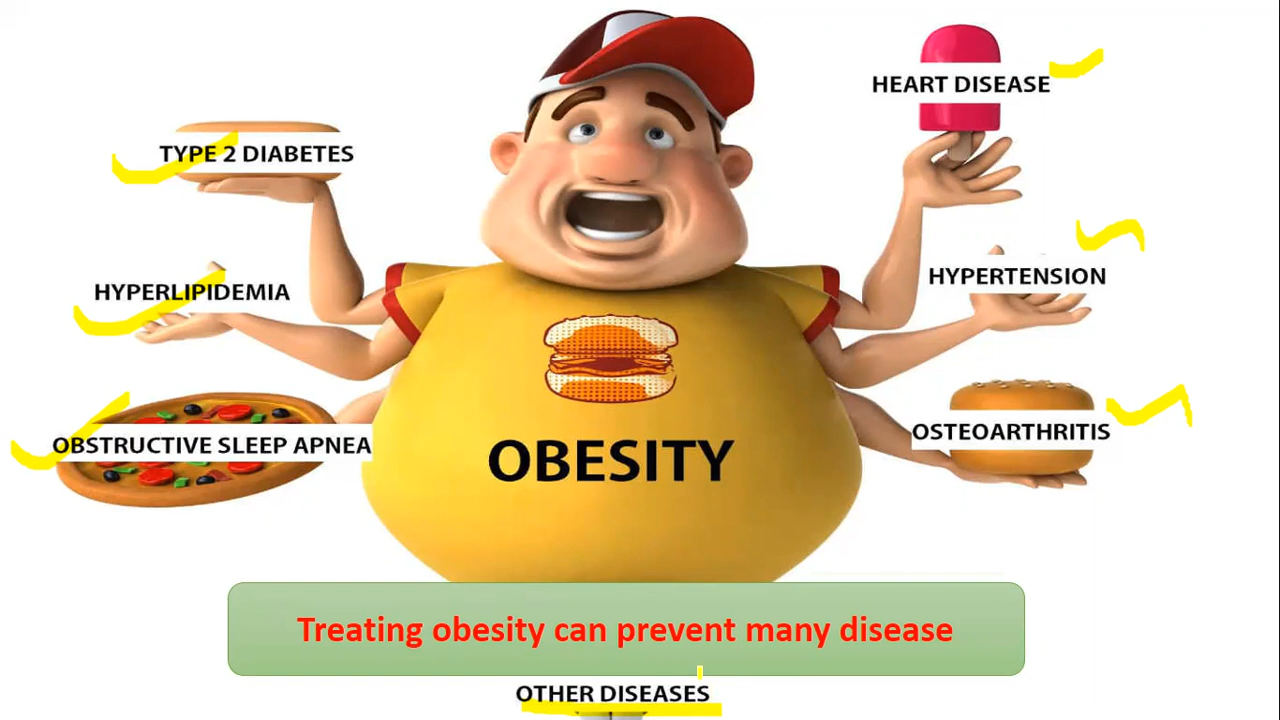 HEART DISEASE
TYPE 2 DIABETES
HYPERTENSION
HYPERLIPIDEMIA
OSTEOARTHRITIS
OBSTRUCTIVE SLEEP APNEA
OBESITY
Treating obesity can prevent many disease
OTHER DISEASES